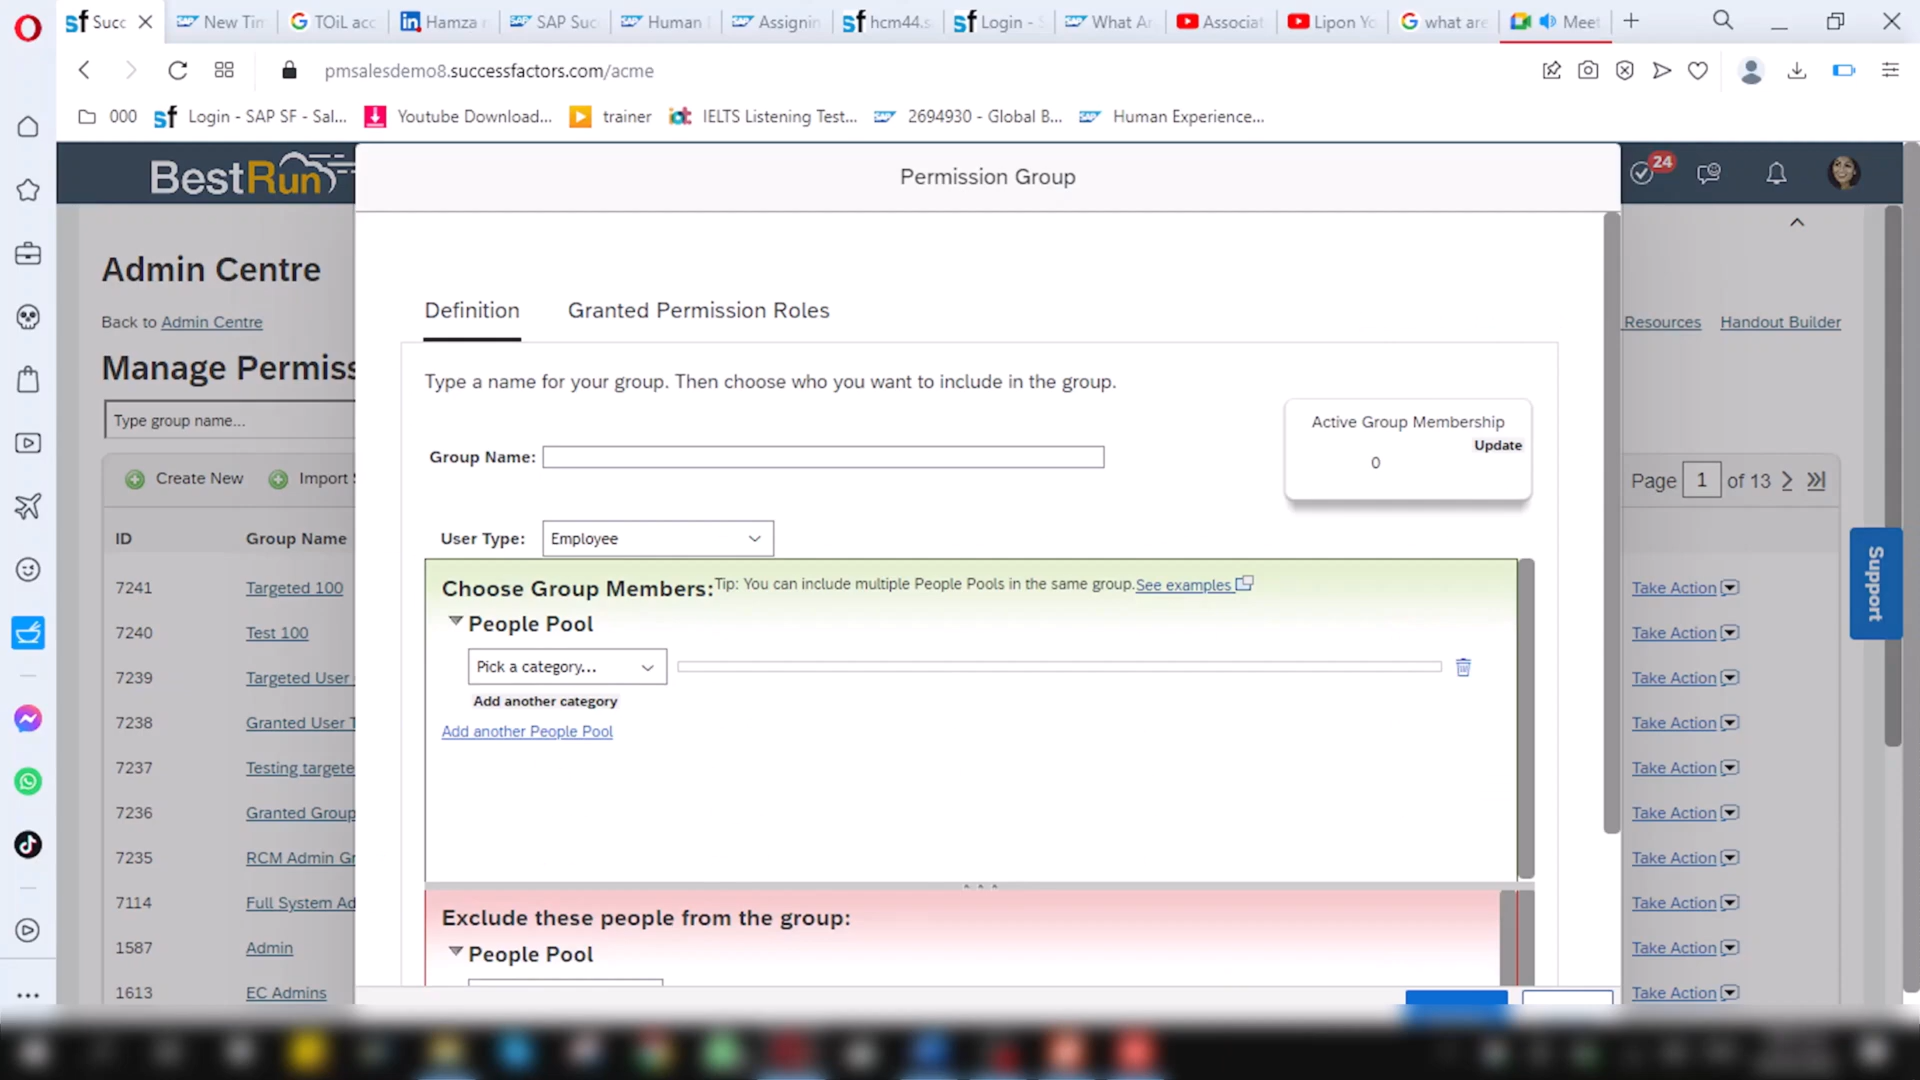 Succ
New Tim
TOiL acc
Hamza
SAP Suc
Human
Assignin
hcm44.s
Login -
What Ar
Associat
Lipon Yo
what are
Meet
pmsalesdemo8.successfactors.com/acme
000
Login - SAP SF - Sal...
Youtube Download...
trainer
IELTS Listening Test...
2694930 - Global B...
Human Experience...
BestRun
Permission Group
24
Admin Centre
Back to Admin Centre
Resources
Handout Builder
Manage Permiss
Type group name...
Create New
Import
Page 1 of 13
ID
Group Name
7241
Targeted 100
Take Action
7240
Test 100
Take Action
7239
Targeted User
Take Action
7238
Granted User T
Take Action
7237
Testing targete
Take Action
7236
Granted Group
Take Action
7235
RCM Admin Gr
Take Action
7114
Full System Ad
Take Action
1587
Admin
Take Action
1613
EC Admins
Take Action
Support
Definition
Granted Permission Roles
Type a name for your group. Then choose who you want to include in the group.
Active Group Membership
Update
0
Group Name:
User Type:
Employee
Choose Group Members:
Tip: You can include multiple People Pools in the same group. See examples
People Pool
Pick a category...
Add another category
Add another People Pool
Exclude these people from the group:
People Pool